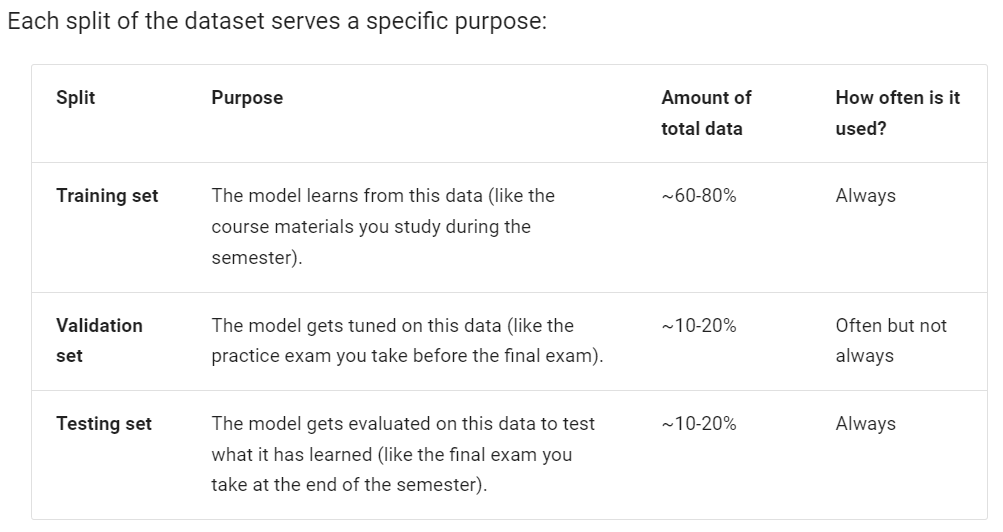 Each split of the dataset serves a specific purpose:
Split Purpose Amount of total data How often is it used?
Training set The model learns from this data (like the
course materials you study during the
semester). ~60-80% Always
Validation set The model gets tuned on this data (like the
practice exam you take before the final exam). ~10-20% Often but not always
Testing set The model gets evaluated on this data to test
what it has learned (like the final exam you
take at the end of the semester). ~10-20% Always